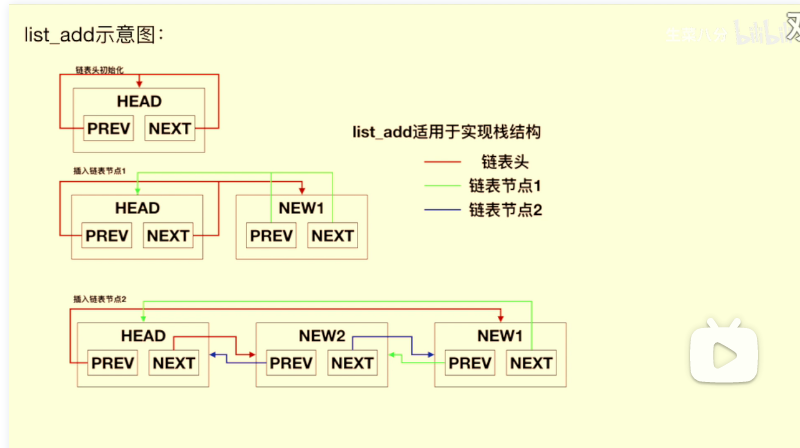 list_add示意图：
链表头初始化
HEAD
PREV NEXT
list_add适用于实现栈结构
链表头
链表节点1
链表节点2
插入链表节点1
HEAD NEW1
PREV NEXT PREV NEXT
插入链表节点2
HEAD NEW2 NEW1
PREV NEXT PREV NEXT PREV NEXT